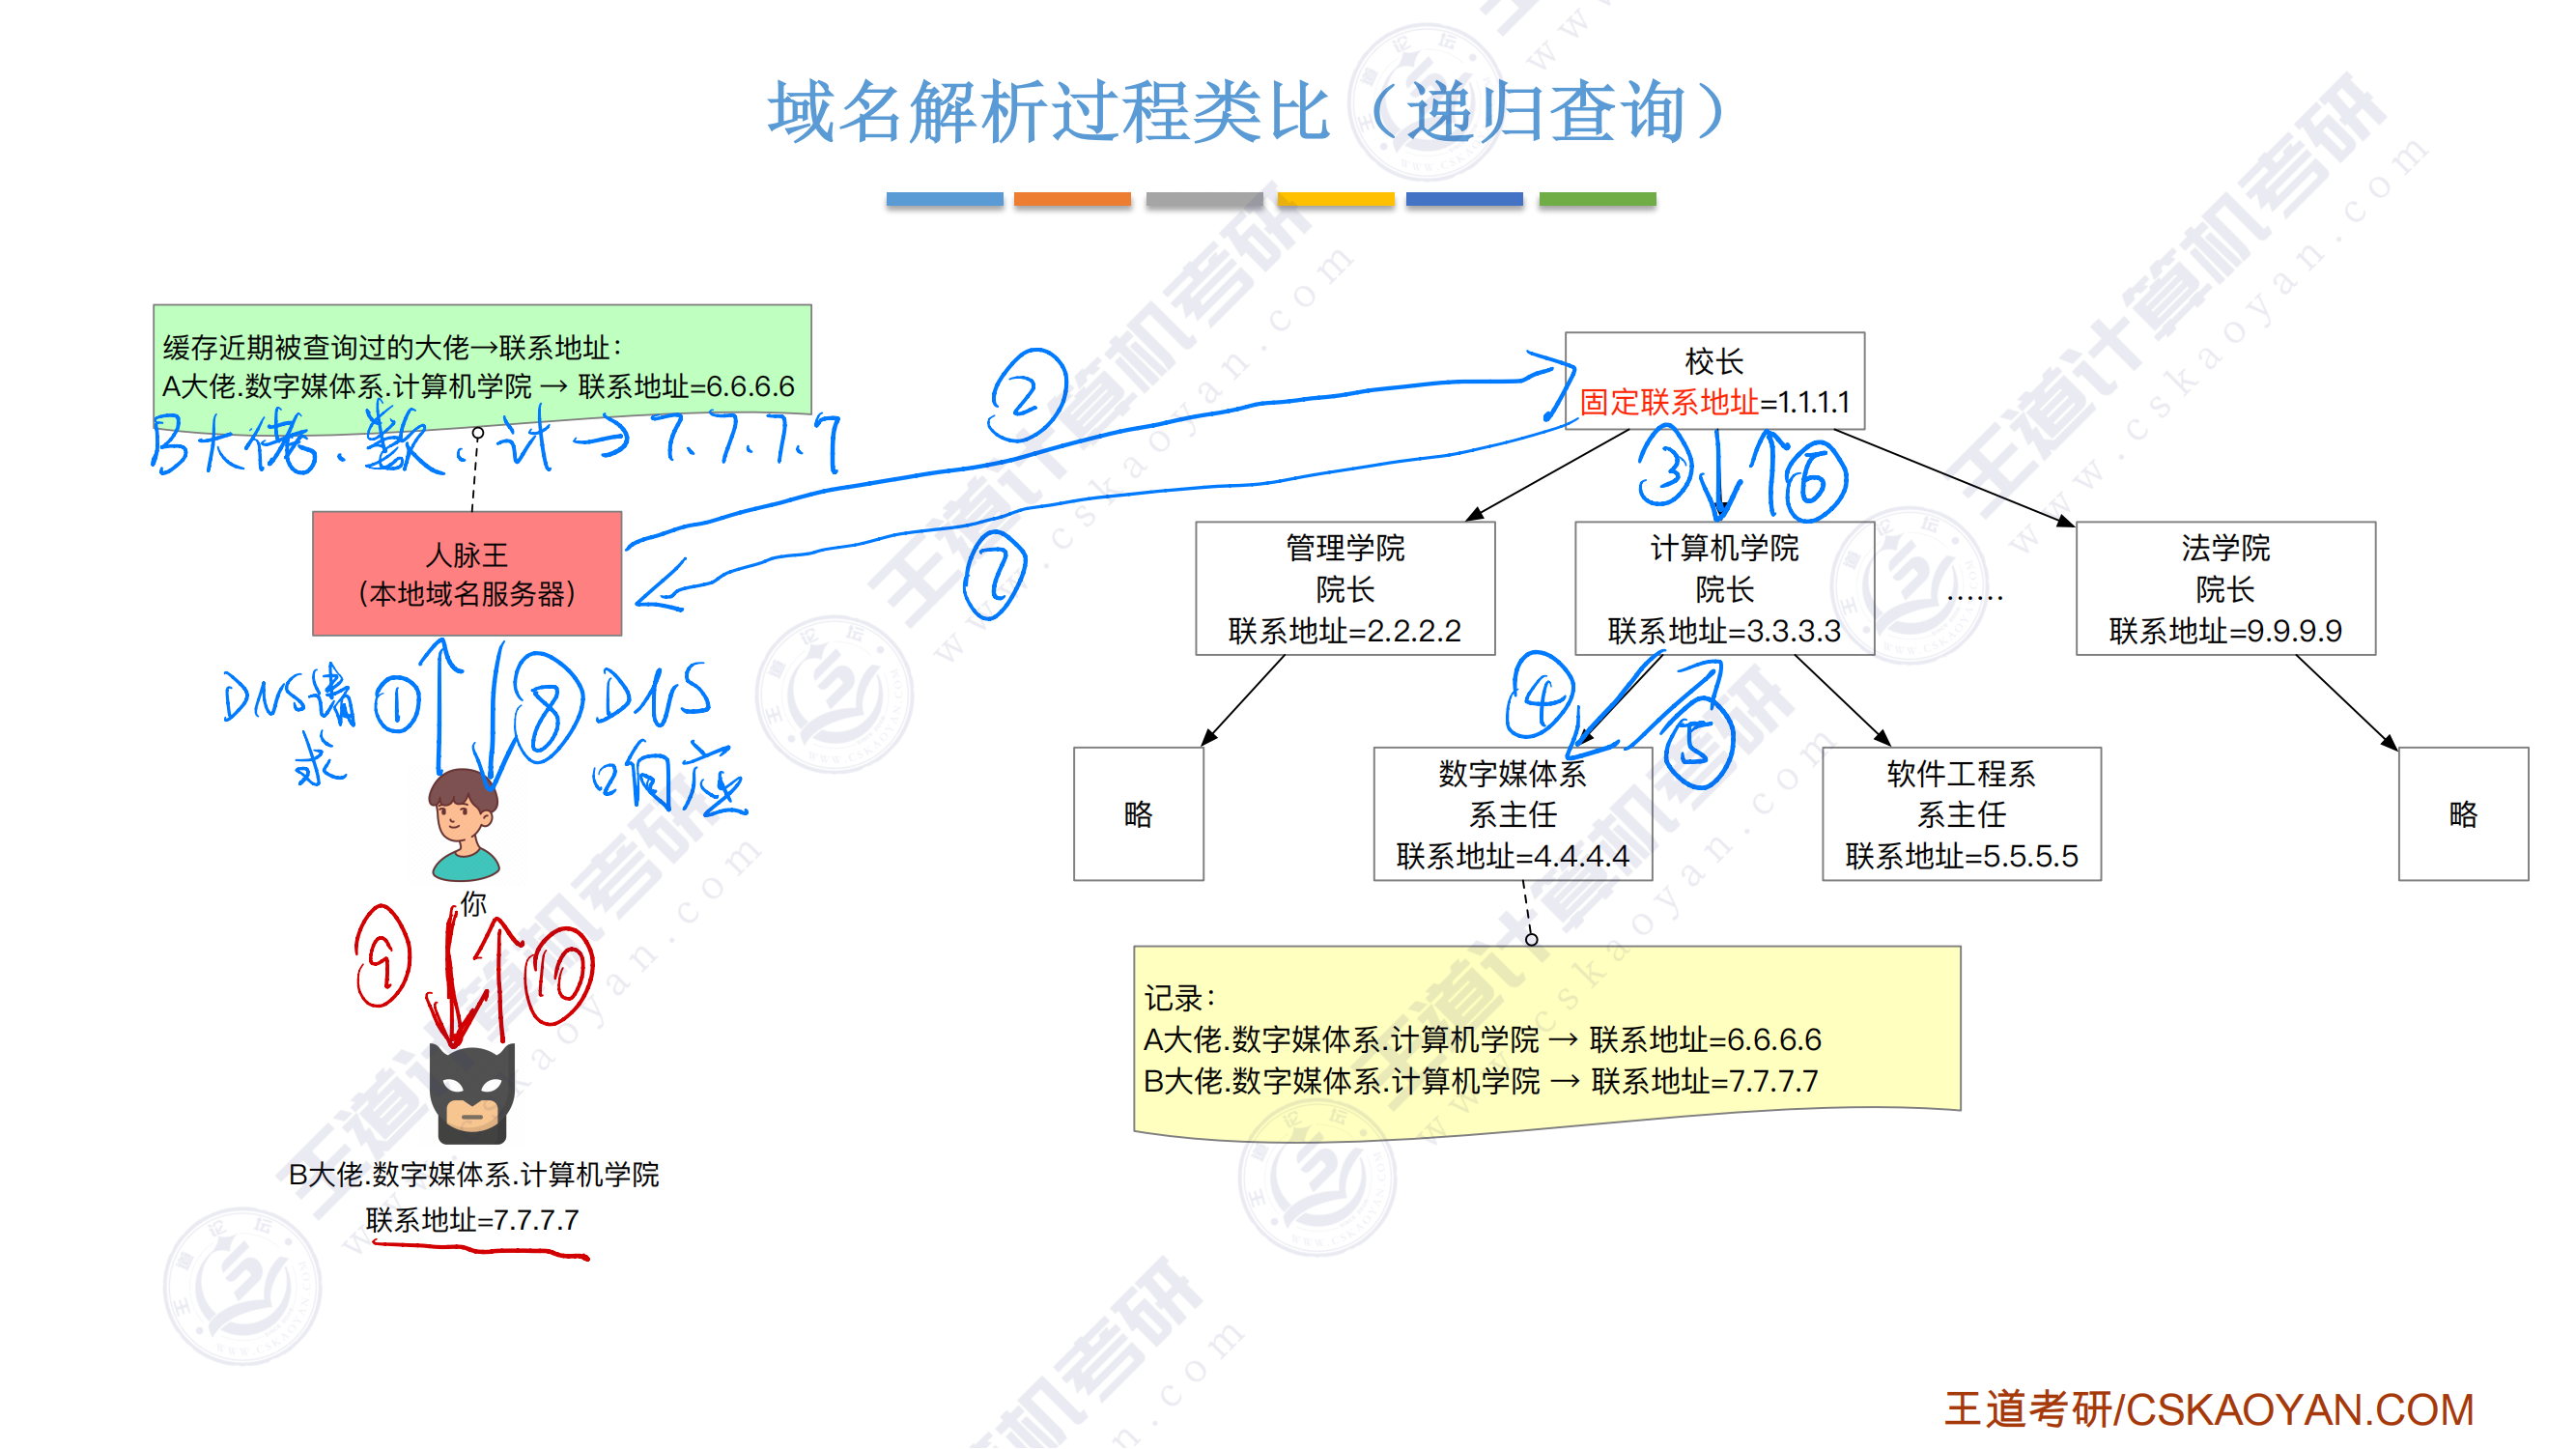 域名解析过程类比（递归查询）
缓存近期被查询过的大佬→联系地址：
A大佬.数字媒体系.计算机学院 → 联系地址=6.6.6.6
B大佬.数.计→7.7.7.7
人脉王
（本地域名服务器）
DNS请求
①
⑧
DNS
响应
你
⑨
⑩
B大佬.数字媒体系.计算机学院
联系地址=7.7.7.7
②
⑦
校长
固定联系地址=1.1.1.1
③
⑥
管理学院
院长
联系地址=2.2.2.2
计算机学院
院长
联系地址=3.3.3.3
……
法学院
院长
联系地址=9.9.9.9
④
⑤
略
数字媒体系
系主任
联系地址=4.4.4.4
软件工程系
系主任
联系地址=5.5.5.5
略
记录：
A大佬.数字媒体系.计算机学院 → 联系地址=6.6.6.6
B大佬.数字媒体系.计算机学院 → 联系地址=7.7.7.7
王道考研/CSKAOYAN.COM
王道计算机考研
www.cskaoyan.com